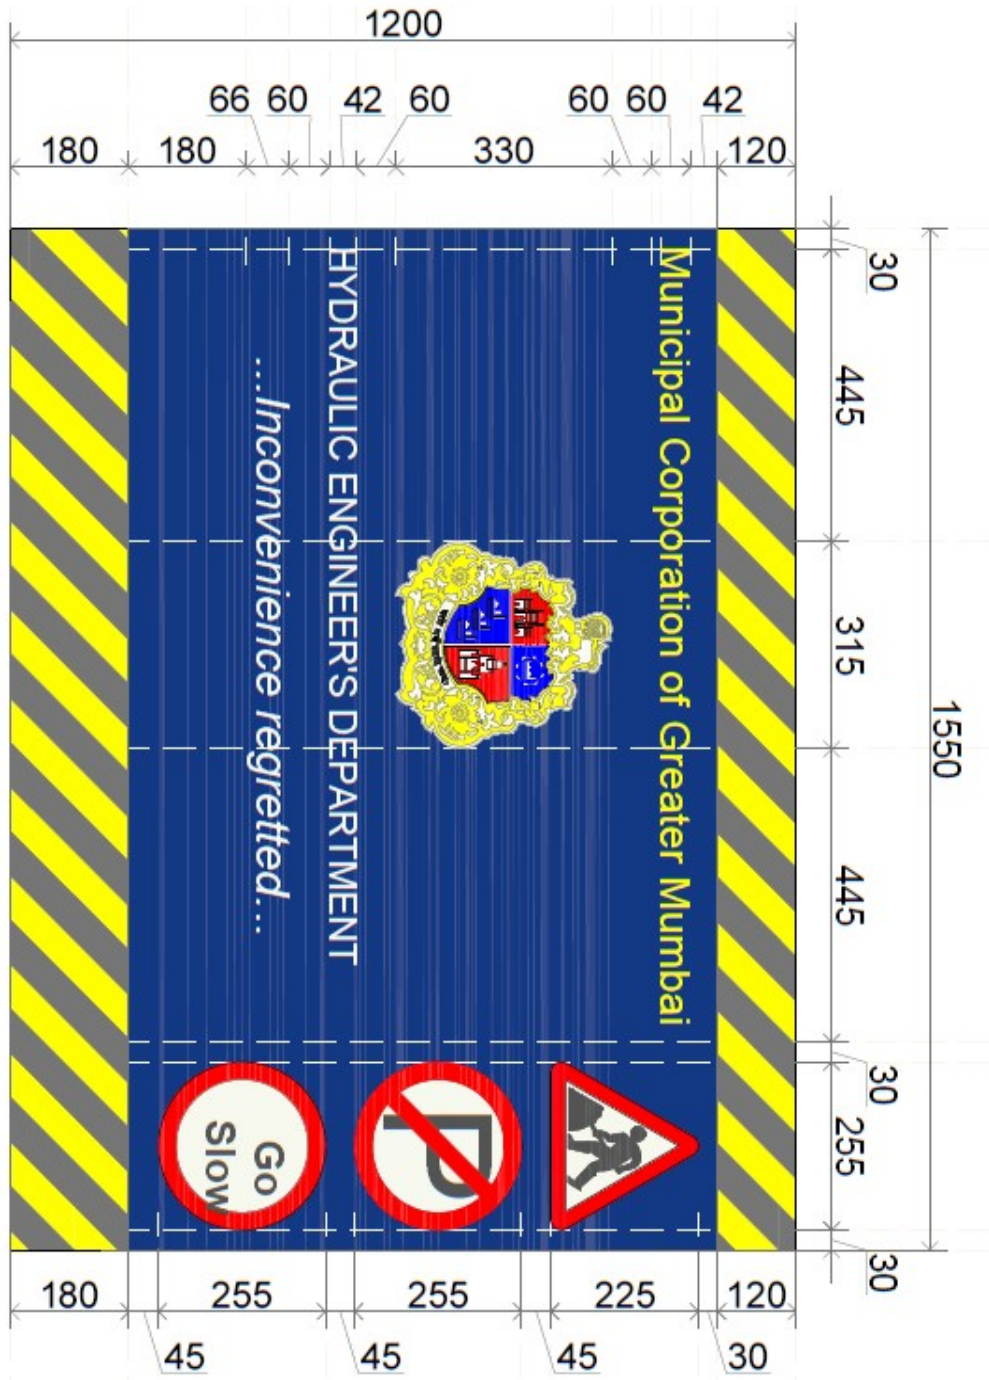 1200
66 60 42 60 60 60 42
180 180 330 120
Municipal Corporation of Greater Mumbai
HYDRAULIC ENGINEER'S DEPARTMENT
....Inconvenience regretted....
P
Go
Slow
30
445
315
445
30
255
30
1550
180 255 255 225 120
45 45 45 30